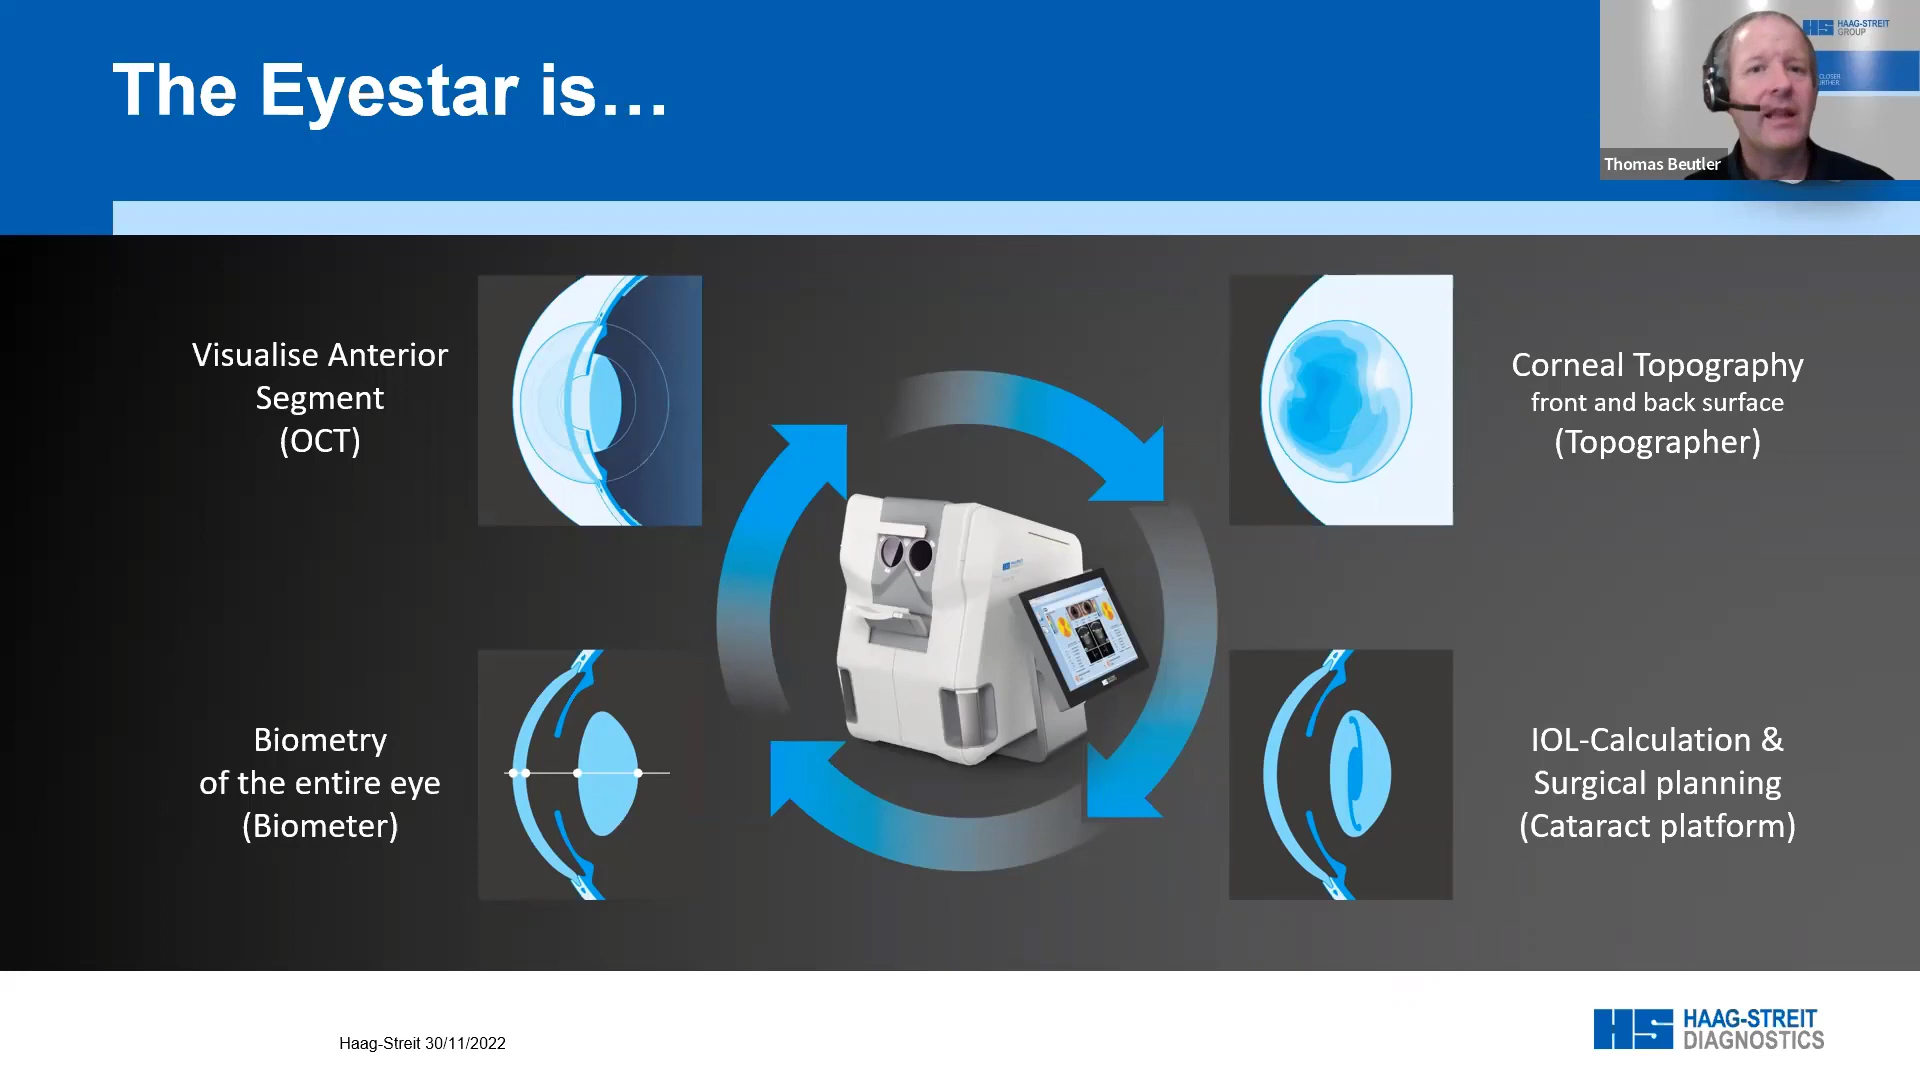 The Eyestar is...
HAAG-STREIT
GROUP
CLOSER
Thomas Beutler
Visualise Anterior
Segment
(OCT)
Corneal Topography
front and back surface
(Topographer)
Biometry
of the entire eye
(Biometer)
IOL-Calculation &
Surgical planning
(Cataract platform)
Haag-Streit 30/11/2022
HS HAAG-STREIT
DIAGNOSTICS